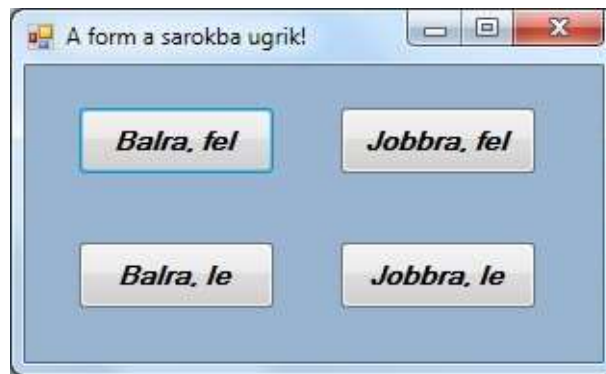 A form a sarokba ugrik!
Balra, fel Jobbra, fel
Balra, le Jobbra, le